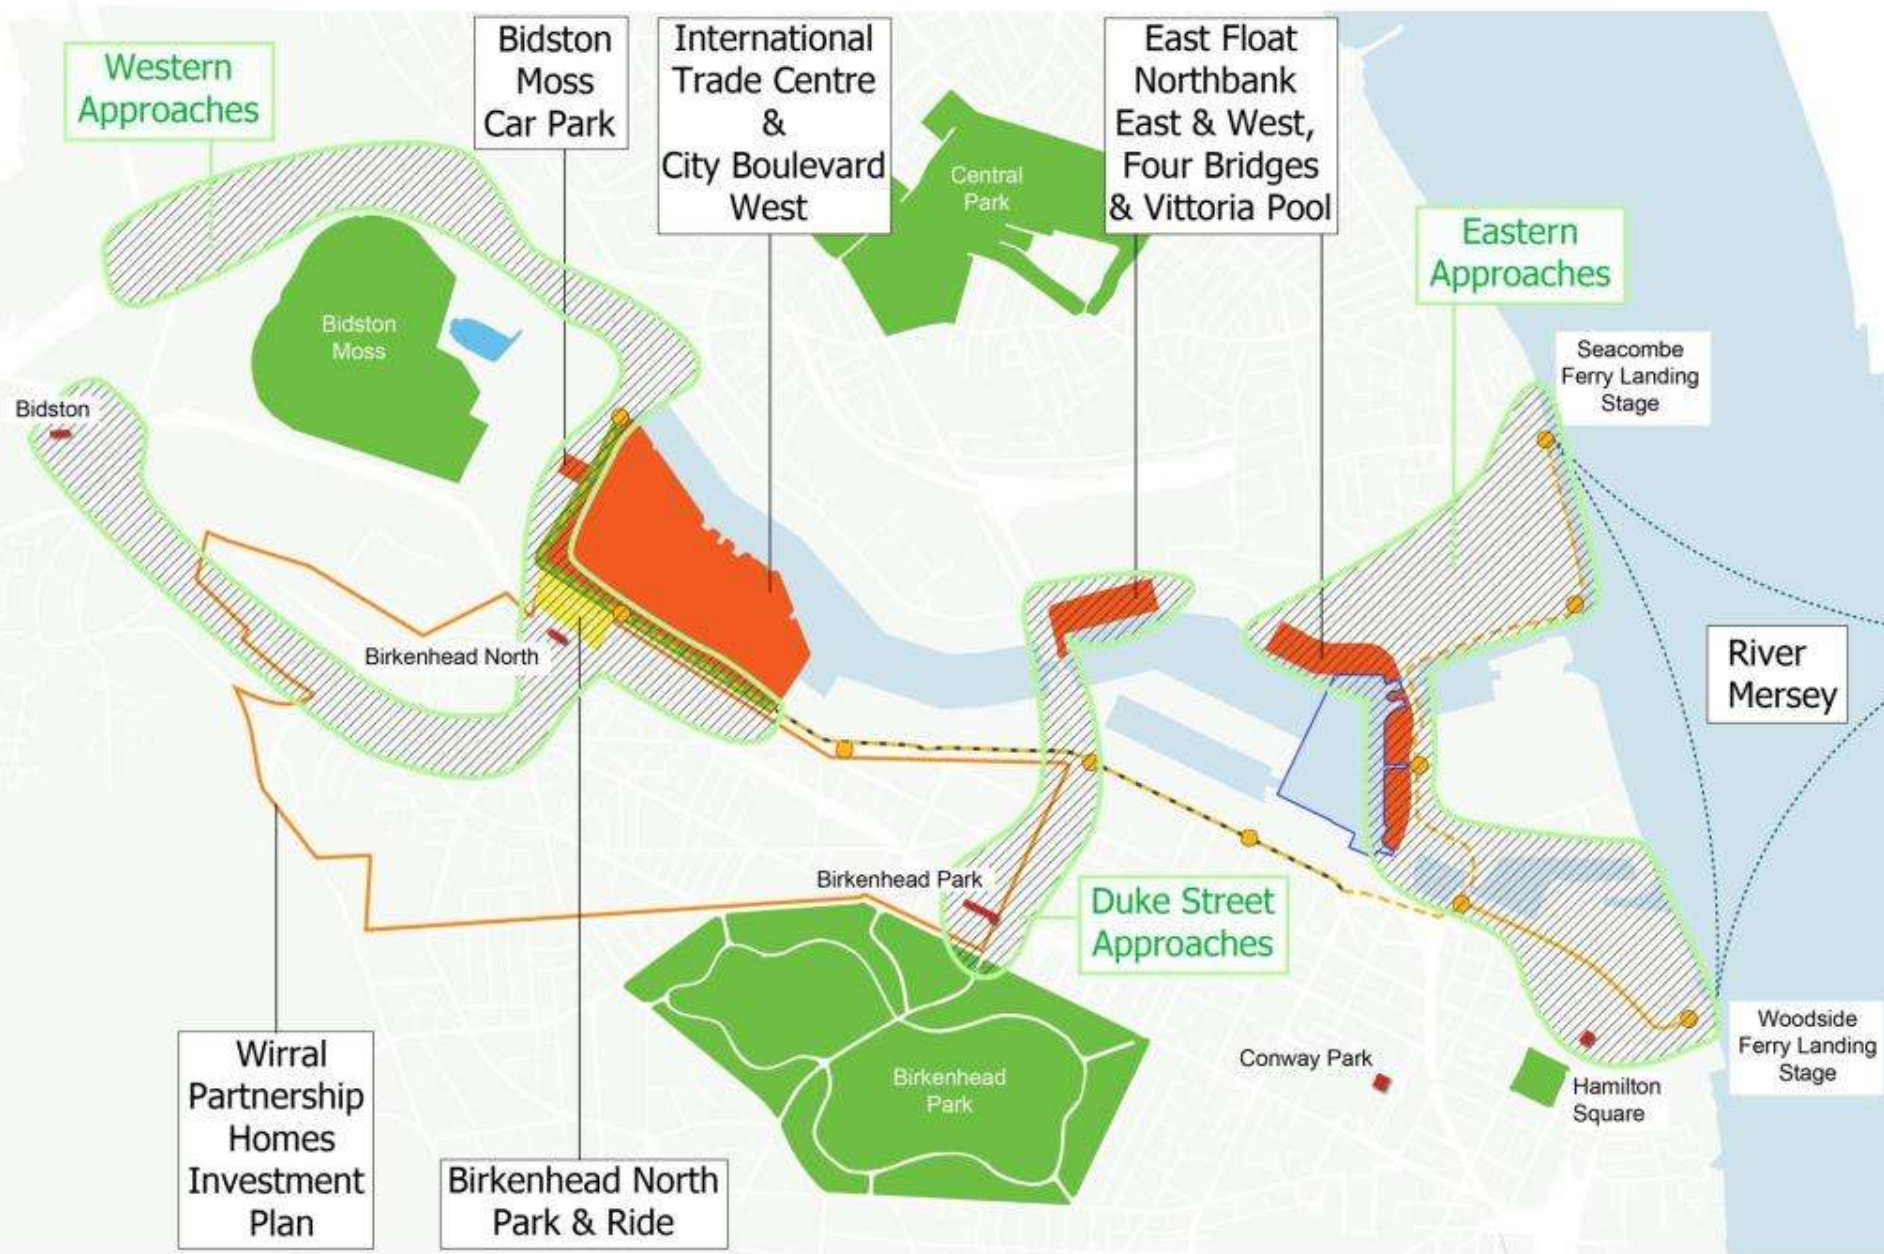 Western
Approaches
Bidston
Moss
Car Park
International
Trade Centre
&
City Boulevard
West
East Float
Northbank
East & West,
Four Bridges
& Vittoria Pool
Central
Park
Eastern
Approaches
Bidston
Moss
Seacombe
Ferry Landing
Stage
Bidston
Birkenhead North
River
Mersey
Birkenhead Park
Duke Street
Approaches
Wirral
Partnership
Homes
Investment
Plan
Birkenhead North
Park & Ride
Birkenhead
Park
Conway Park
Hamilton
Square
Woodside
Ferry Landing
Stage